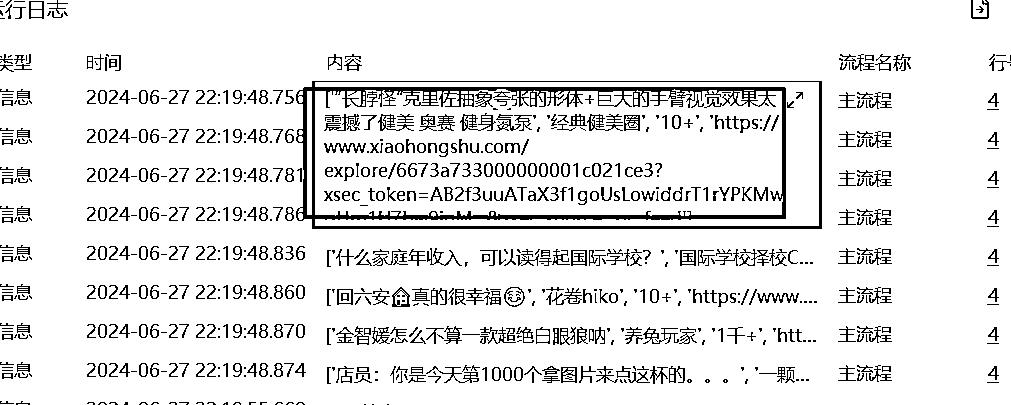 运行日志
类型 时间 内容 流程名称 行号
信息 2024-06-27 22:19:48.756 主流程 4
['"长脖怪"克里佐抽象夸张的形体+巨大的手臂视觉效果太
震撼了健美 奥赛 健身氮泵', '经典健美圈', '10+', 'https://
www.xiaohongshu.com/
explore/6673a733000000001c021ce3?
xsec_token=AB2f3uuATaX3f1goUsLowiddrT1rYPKMw
信息 2024-06-27 22:19:48.768 主流程 4
信息 2024-06-27 22:19:48.781 主流程 4
信息 2024-06-27 22:19:48.786 主流程 4
信息 2024-06-27 22:19:48.836 ['什么家庭年收入，可以读得起国际学校？', '国际学校择校C... 主流程 4
信息 2024-06-27 22:19:48.860 ['回六安🏠真的很幸福😊', '花卷hiko', '10+', 'https://www.... 主流程 4
信息 2024-06-27 22:19:48.870 ['金智媛怎么不算一款超绝白眼狼呐', '养兔玩家', '1千+', 'htt... 主流程 4
信息 2024-06-27 22:19:48.874 ['店员：你是今天第1000个拿图片来点这杯的。。。', '一颗... 主流程 4